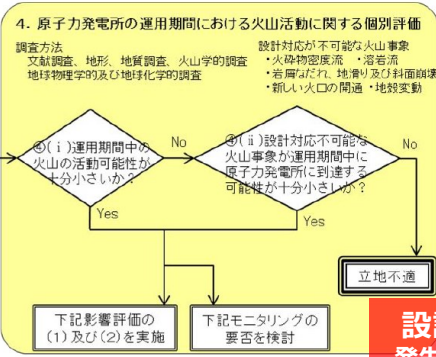 4. 原子力発電所の運用期間における火山活動に関する個別評価
調査方法
文献調査、地形、地質調査、火山学的調査
地球物理学的及び地球化学的調査
設計対応が不可能な火山事象
・火砕物密度流 ・溶岩流
・岩屑なだれ、地滑り及び斜面崩壊
・新しい火口の開通 ・地殻変動
④(ⅰ)運用期間中の
火山の活動可能性が
十分小さいか?
No
④(ⅱ)設計対応不可能な
火山事象が運用期間中に
原子力発電所に到達する
可能性が十分小さいか?
No
Yes
Yes
立地不適
下記影響評価の
(1)及び(2)を実施
下記モニタリングの
要否を検討